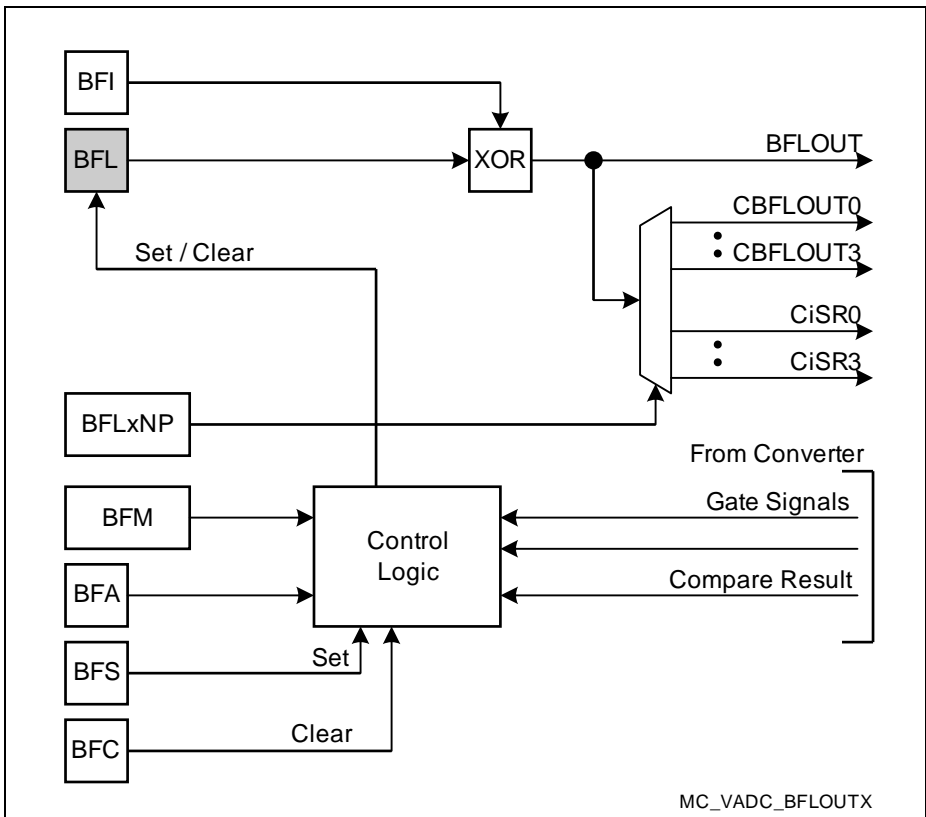 BFI
BFL
XOR
BFLOUT
CBFLOUT0
CBFLOUT3
Set / Clear
CiSR0
CiSR3
BFLxNP
From Converter
BFM
Gate Signals
Control
Logic
BFA
Compare Result
BFS
Set
BFC
Clear
MC_VADC_BFLOUTX